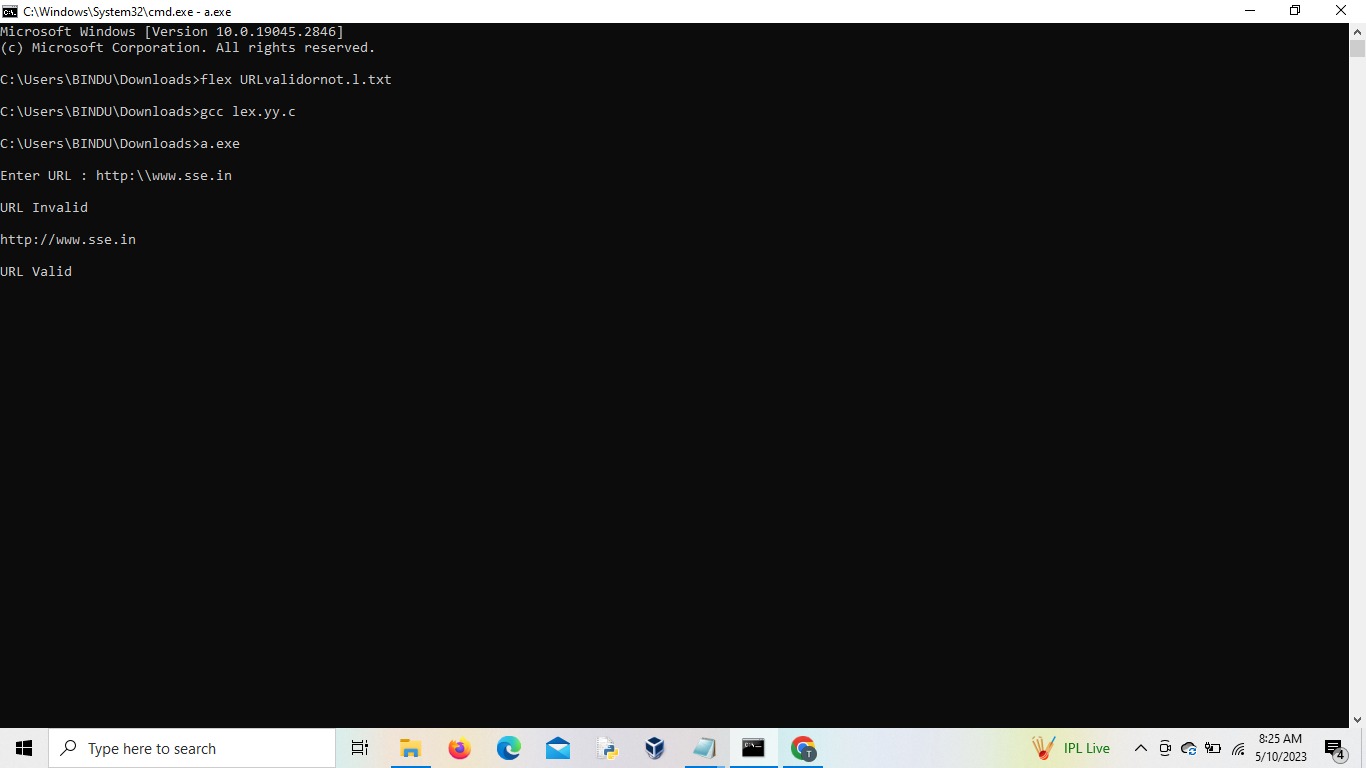 C:\Windows\System32\cmd.exe - a.exe
Microsoft Windows [Version 10.0.19045.2846]
(c) Microsoft Corporation. All rights reserved.
C:\Users\BINDU\Downloads>flex URLvalidornot.l.txt
C:\Users\BINDU\Downloads>gcc lex.yy.c
C:\Users\BINDU\Downloads>a.exe
Enter URL : http:\\www.sse.in
URL Invalid
http://www.sse.in
URL Valid
Type here to search
T
IPL Live
8:25 AM
5/10/2023
4